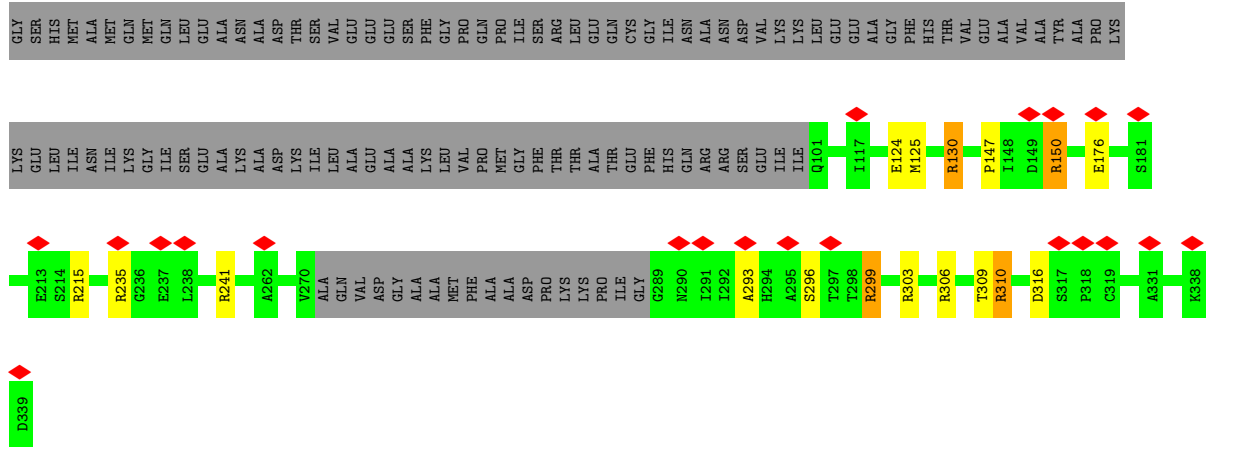 GLY SER HIS MET ALA MET GLN MET GLN LEU GLU ALA ASN ALA ASP THR SER VAL GLU GLU GLU SER PHE GLY PRO GLN PRO ILE SER ARG LEU GLU GLN CYS GLY ILE ASN ALA ASN ASP VAL LYS LYS LEU GLU GLU ALA GLY PHE HIS THR VAL GLU ALA VAL ALA TYR ALA PRO LYS
LYS GLU LEU ILE ASN ILE LYS GLY ILE SER GLU ALA LYS ALA ASP LYS ILE LEU ALA GLU ALA ALA LYS LEU VAL PRO MET GLY PHE THR THR ALA THR GLU PHE HIS GLN ARG ARG SER GLU ILE ILE Q101 I117 E124 M125 R130 P147 I148 D149 R150 E176 S181
E213 S214 R215 R235 G236 E237 L238 R241 A262 V270 ALA GLN VAL ASP GLY ALA ALA MET PHE ALA ALA ASP PRO LYS LYS PRO ILE GLY G289 N290 I291 I292 A293 H294 A295 S296 T297 T298 R299 R303 R306 T309 R310 D316 S317 P318 C319 A331 K338
D339